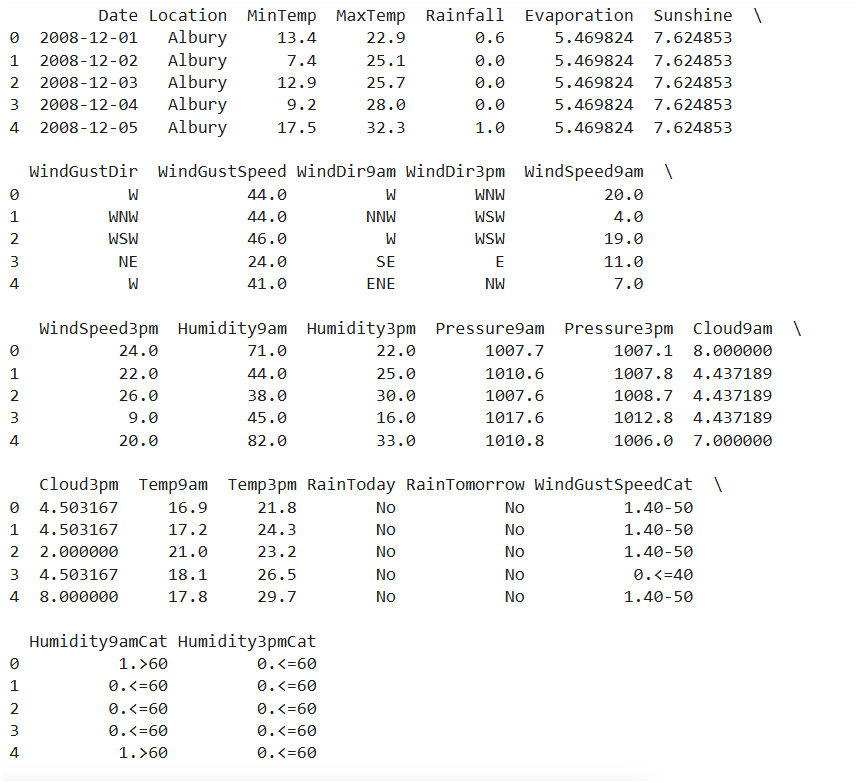 Date Location  MinTemp  MaxTemp  Rainfall  Evaporation  Sunshine  \
0  2008-12-01   Albury     13.4     22.9       0.6     5.469824  7.624853
1  2008-12-02   Albury      7.4     25.1       0.0     5.469824  7.624853
2  2008-12-03   Albury     12.9     25.7       0.0     5.469824  7.624853
3  2008-12-04   Albury      9.2     28.0       0.0     5.469824  7.624853
4  2008-12-05   Albury     17.5     32.3       1.0     5.469824  7.624853
  WindGustDir  WindGustSpeed WindDir9am WindDir3pm  WindSpeed9am  \
0           W           44.0          W        WNW          20.0
1         WNW           44.0        NNW        WSW           4.0
2         WSW           46.0          W        WSW          19.0
3          NE           24.0         SE          E          11.0
4           W           41.0        ENE         NW           7.0
   WindSpeed3pm  Humidity9am  Humidity3pm  Pressure9am  Pressure3pm  Cloud9am  \
0          24.0         71.0         22.0       1007.7       1007.1  8.000000
1          22.0         44.0         25.0       1010.6       1007.8  4.437189
2          26.0         38.0         30.0       1007.6       1008.7  4.437189
3           9.0         45.0         16.0       1017.6       1012.8  4.437189
4          20.0         82.0         33.0       1010.8       1006.0  7.000000
   Cloud3pm  Temp9am  Temp3pm RainToday RainTomorrow WindGustSpeedCat  \
0  4.503167     16.9     21.8        No           No          1.40-50
1  4.503167     17.2     24.3        No           No          1.40-50
2  2.000000     21.0     23.2        No           No          1.40-50
3  4.503167     18.1     26.5        No           No           0.<=40
4  8.000000     17.8     29.7        No           No          1.40-50
  Humidity9amCat Humidity3pmCat
0          1.>60         0.<=60
1         0.<=60         0.<=60
2         0.<=60         0.<=60
3         0.<=60         0.<=60
4          1.>60         0.<=60